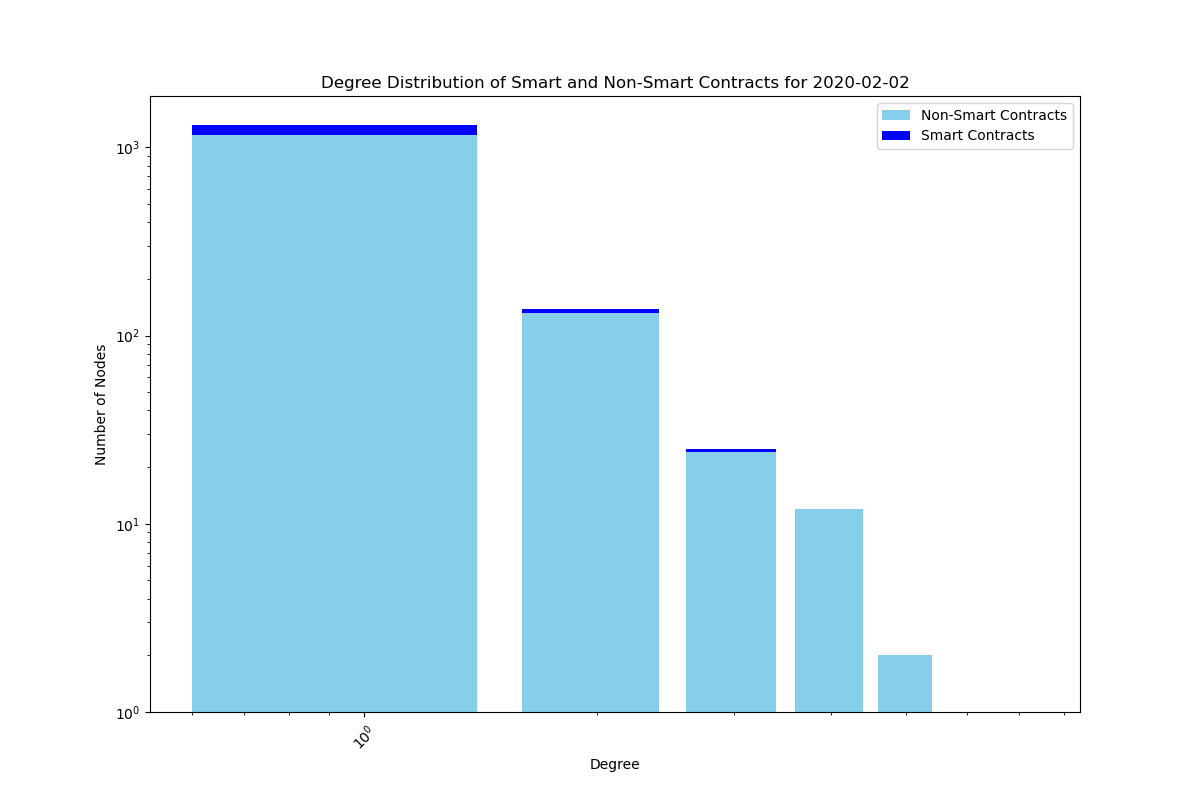 Degree Distribution of Smart and Non-Smart Contracts for 2020-02-02
Non-Smart Contracts
Smart Contracts
10³
10²
10¹
10⁰
Number of Nodes
10⁰
Degree